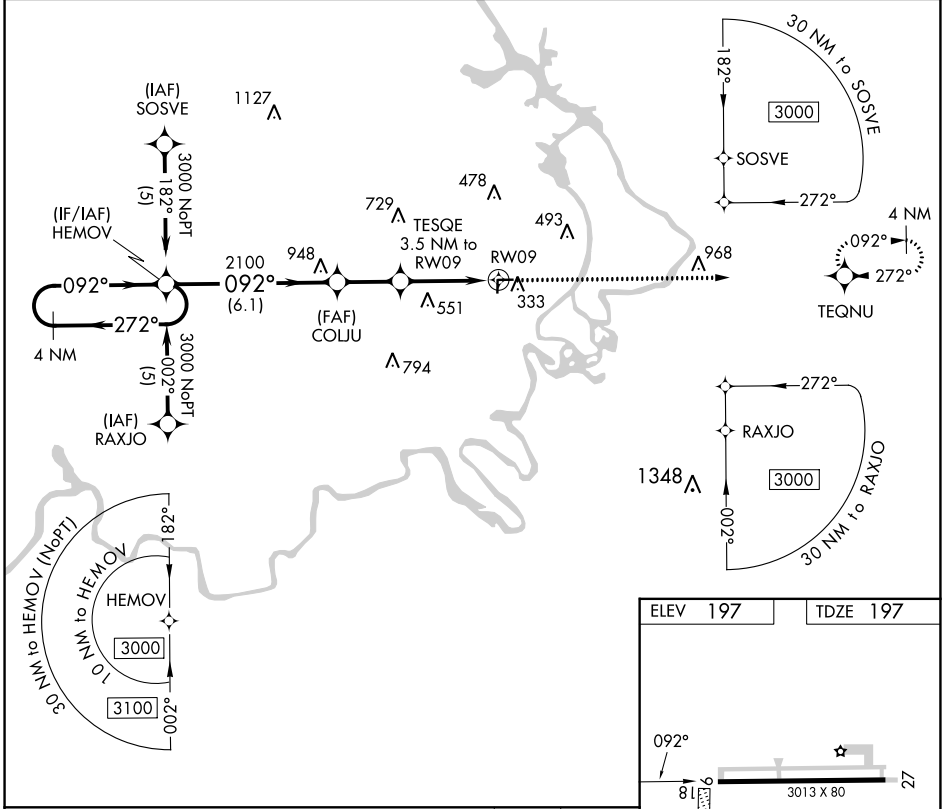 (IAF)
SOSVE
1127
3000 NoPT
182°
(5)
(IF/IAF)
HEMOV
092°
272°
4 NM
3000 NoPT
002°
(5)
(IAF)
RAXJO
2100
092°
(6.1)
948
(FAF)
COLJU
729
TESQE
3.5 NM to
RW09
551
794
478
493
RW09
333
968
30 NM to SOSVE
182°
3000
SOSVE
272°
4 NM
092°
272°
TEQNU
272°
RAXJO
3000
1348
002°
30 NM to RAXJO
30 NM to HEMOV (NoPT)
10 NM to HEMOV
182°
HEMOV
3000
3100
002°
ELEV 197
TDZE 197
092°
9
18
3013 X 80
27